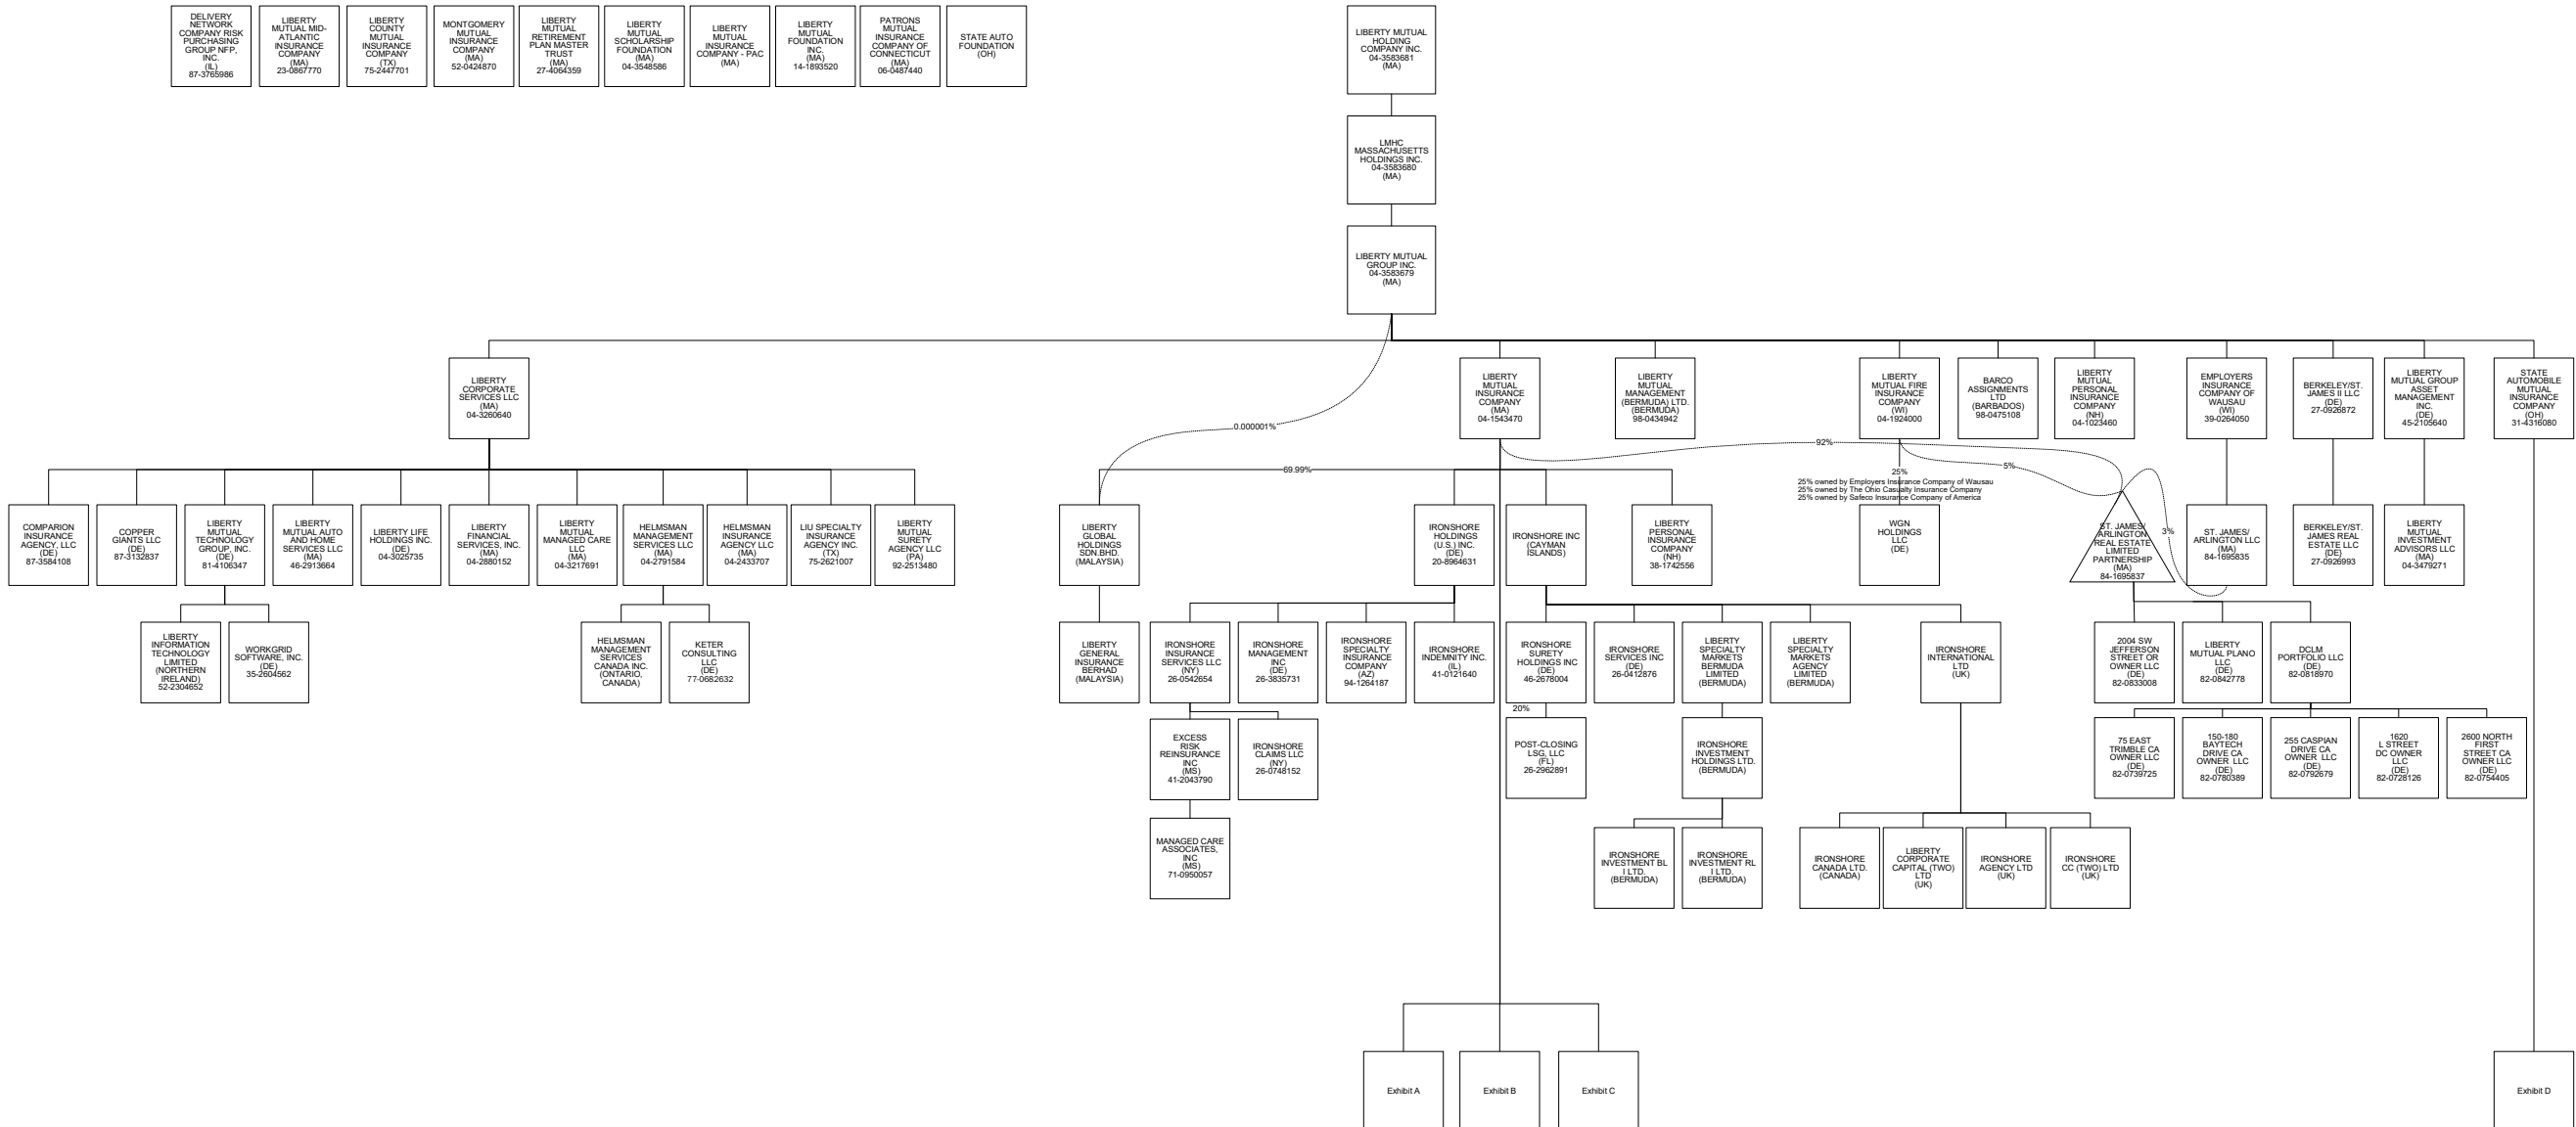 DELIVERY
NETWORK
COMPANY RISK
PURCHASING
GROUP NFP,
INC.
(IL)
87-3765986
LIBERTY
MUTUAL MID-
ATLANTIC
INSURANCE
COMPANY
(MA)
23-0867770
LIBERTY
COUNTY
MUTUAL
INSURANCE
COMPANY
(TX)
75-2447701
MONTGOMERY
MUTUAL
INSURANCE
COMPANY
(MA)
52-0424870
LIBERTY
MUTUAL
RETIREMENT
PLAN MASTER
TRUST
(MA)
27-4064359
LIBERTY
MUTUAL
SCHOLARSHIP
FOUNDATION
(MA)
04-3548586
LIBERTY
MUTUAL
INSURANCE
COMPANY - PAC
(MA)
LIBERTY
MUTUAL
FOUNDATION
INC.
(MA)
14-1893520
PATRONS
MUTUAL
INSURANCE
COMPANY OF
CONNECTICUT
(MA)
06-0487440
STATE AUTO
FOUNDATION
(OH)
LIBERTY MUTUAL
HOLDING
COMPANY INC.
04-3583681
(MA)
LMHC
MASSACHUSETTS
HOLDINGS INC.
04-3583680
(MA)
LIBERTY MUTUAL
GROUP INC.
04-3583679
(MA)
LIBERTY
CORPORATE
SERVICES LLC
(MA)
04-3260640
LIBERTY
MUTUAL
INSURANCE
COMPANY
(MA)
04-1543470
LIBERTY
MUTUAL
MANAGEMENT
(BERMUDA) LTD.
(BERMUDA)
98-0434942
LIBERTY
MUTUAL FIRE
INSURANCE
COMPANY
(WI)
04-1924000
BARCO
ASSIGNMENTS
LTD
(BARBADOS)
98-0475108
LIBERTY
MUTUAL
PERSONAL
INSURANCE
COMPANY
(NH)
04-1023460
EMPLOYERS
INSURANCE
COMPANY OF
WAUSAU
(WI)
39-0264050
BERKELEY/ST.
JAMES II LLC
(DE)
27-0926872
LIBERTY
MUTUAL GROUP
ASSET
MANAGEMENT
INC.
(DE)
45-2105640
STATE
AUTOMOBILE
MUTUAL
INSURANCE
COMPANY
(OH)
31-4316080
0.000001%
92%
69.99%
5%
25%
25% owned by Employers Insurance Company of Wausau
25% owned by The Ohio Casualty Insurance Company
25% owned by Safeco Insurance Company of America
COMPARION
INSURANCE
AGENCY, LLC
(DE)
87-3584108
COPPER
GIANTS LLC
(DE)
87-3132837
LIBERTY
MUTUAL
TECHNOLOGY
GROUP, INC.
(DE)
81-4106347
LIBERTY
MUTUAL AUTO
AND HOME
SERVICES LLC
(MA)
46-2913664
LIBERTY LIFE
HOLDINGS INC.
(DE)
04-3025735
LIBERTY
FINANCIAL
SERVICES, INC.
(MA)
04-2880152
LIBERTY
MUTUAL
MANAGED CARE
LLC
(MA)
04-3217691
HELMSMAN
MANAGEMENT
SERVICES LLC
(MA)
04-2791584
HELMSMAN
INSURANCE
AGENCY LLC
(MA)
04-2433707
LIU SPECIALTY
INSURANCE
AGENCY INC.
(TX)
75-2621007
LIBERTY
MUTUAL
SURETY
AGENCY LLC
(PA)
92-2513480
LIBERTY
GLOBAL
HOLDINGS
SDN.BHD.
(MALAYSIA)
IRONSHORE
HOLDINGS
(U.S.) INC.
(DE)
20-8964631
IRONSHORE INC
(CAYMAN
ISLANDS)
LIBERTY
PERSONAL
INSURANCE
COMPANY
(NH)
38-1742556
WGN
HOLDINGS
LLC
(DE)
ST. JAMES/
ARLINGTON
REAL ESTATE
LIMITED
PARTNERSHIP
(MA)
84-1695837
3%
ST. JAMES/
ARLINGTON LLC
(MA)
84-1695835
BERKELEY/ST.
JAMES REAL
ESTATE LLC
(DE)
27-0926993
LIBERTY
MUTUAL
INVESTMENT
ADVISORS LLC
(MA)
04-3479271
LIBERTY
INFORMATION
TECHNOLOGY
LIMITED
(NORTHERN
IRELAND)
52-2304652
WORKGRID
SOFTWARE, INC.
(DE)
35-2604562
HELMSMAN
MANAGEMENT
SERVICES
CANADA INC.
(ONTARIO,
CANADA)
KETER
CONSULTING
LLC
(DE)
77-0682632
LIBERTY
GENERAL
INSURANCE
BERHAD
(MALAYSIA)
IRONSHORE
INSURANCE
SERVICES LLC
(NY)
26-0542654
IRONSHORE
MANAGEMENT
INC
(DE)
26-3835731
IRONSHORE
SPECIALTY
INSURANCE
COMPANY
(AZ)
94-1264187
IRONSHORE
INDEMNITY INC.
(IL)
41-0121640
IRONSHORE
SURETY
HOLDINGS INC
(DE)
46-2678004
IRONSHORE
SERVICES INC
(DE)
26-0412876
LIBERTY
SPECIALTY
MARKETS
BERMUDA
LIMITED
(BERMUDA)
LIBERTY
SPECIALTY
MARKETS
AGENCY
LIMITED
(BERMUDA)
IRONSHORE
INTERNATIONAL
LTD
(UK)
2004 SW
JEFFERSON
STREET OR
OWNER LLC
(DE)
82-0833008
LIBERTY
MUTUAL PLANO
LLC
(DE)
82-0842778
DCLM
PORTFOLIO LLC
(DE)
82-0818970
20%
EXCESS
RISK
REINSURANCE
INC
(MS)
41-2043790
IRONSHORE
CLAIMS LLC
(NY)
26-0748152
POST-CLOSING
LSG, LLC
(FL)
26-2962891
IRONSHORE
INVESTMENT
HOLDINGS LTD.
(BERMUDA)
75 EAST
TRIMBLE CA
OWNER LLC
(DE)
82-0739725
150-180
BAYTECH
DRIVE CA
OWNER LLC
(DE)
82-0780389
255 CASPIAN
DRIVE CA
OWNER LLC
(DE)
82-0792679
1620
L STREET
DC OWNER
LLC
(DE)
82-0728126
2600 NORTH
FIRST
STREET CA
OWNER LLC
(DE)
82-0754405
MANAGED CARE
ASSOCIATES,
INC
(MS)
71-0950057
IRONSHORE
INVESTMENT BL
I LTD.
(BERMUDA)
IRONSHORE
INVESTMENT RL
I LTD.
(BERMUDA)
IRONSHORE
CANADA LTD.
(CANADA)
LIBERTY
CORPORATE
CAPITAL (TWO)
LTD
(UK)
IRONSHORE
AGENCY LTD
(UK)
IRONSHORE
CC (TWO) LTD
(UK)
Exhibit A
Exhibit B
Exhibit C
Exhibit D